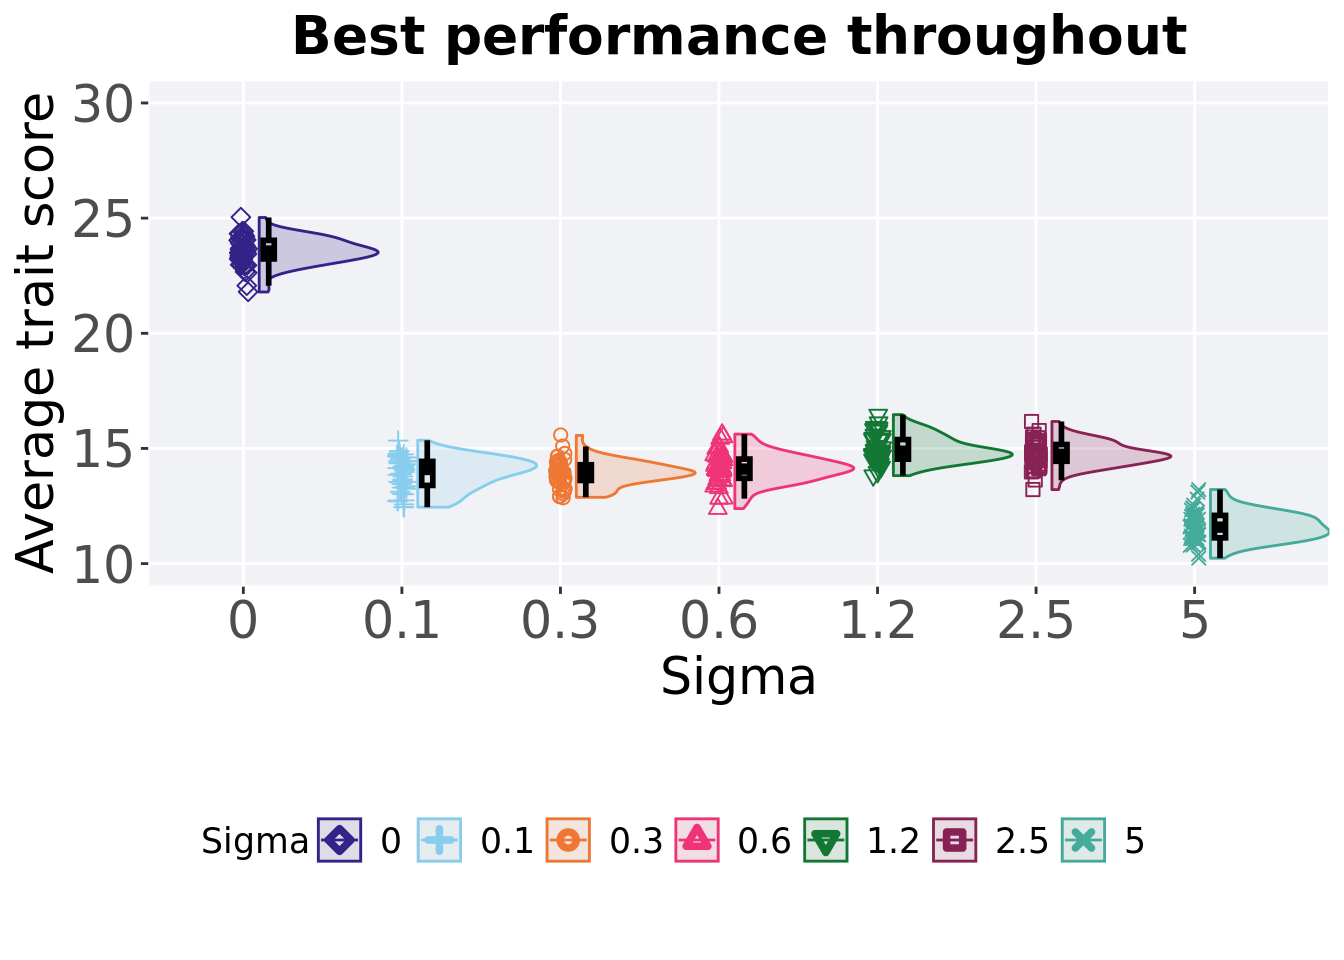 Best performance throughout
Average trait score
30
25
20
15
10
0 0.1 0.3 0.6 1.2 2.5 5
Sigma
Sigma 0 0.1 0.3 0.6 1.2 2.5 5